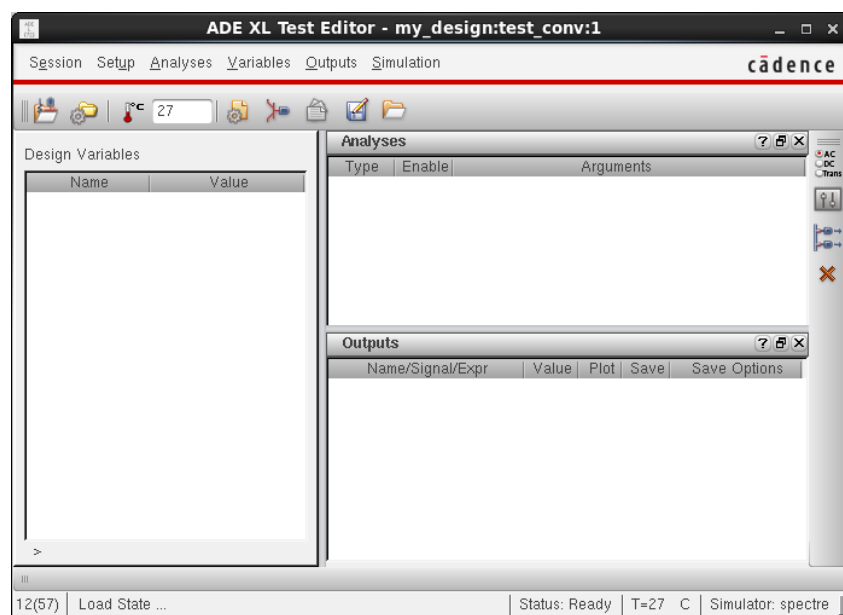 ADE XL Test Editor - my_design:test_conv:1
Session Setup Analyses Variables Outputs Simulation
cādence
°C 27
Design Variables
Name Value
>
Analyses
Type Enable Arguments
Outputs
Name/Signal/Expr Value Plot Save Save Options
AC
DC
Trans
12(57) Load State ... Status: Ready T=27 C Simulator: spectre